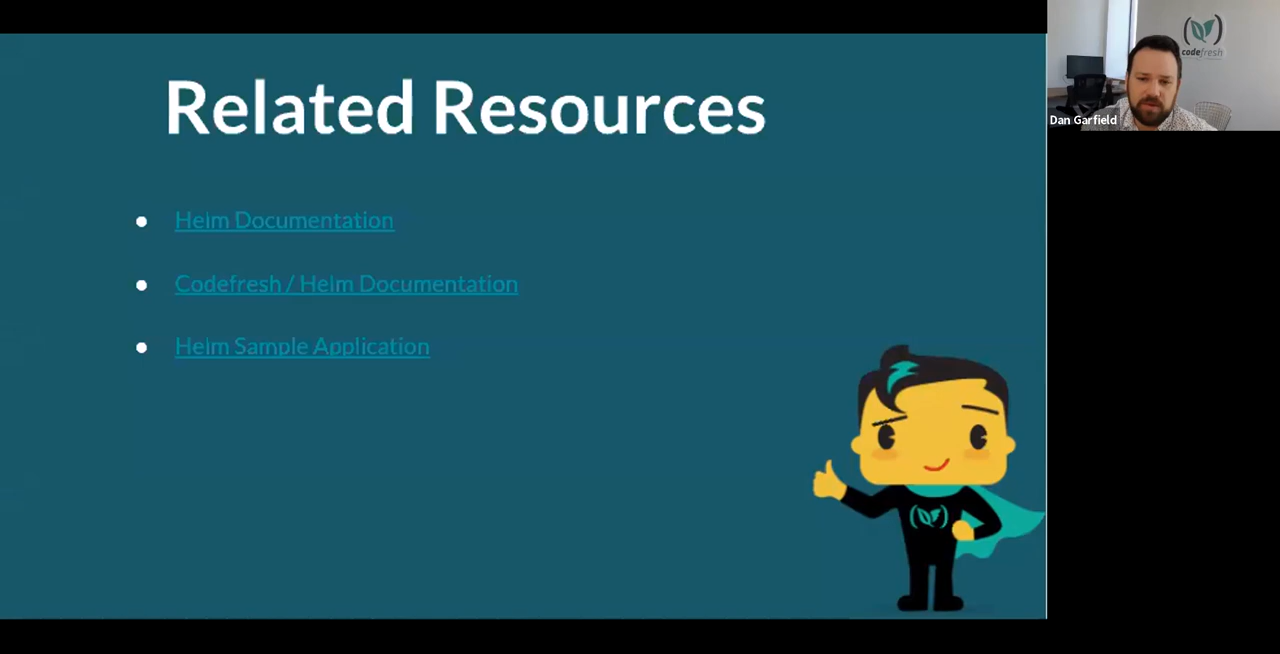 Related Resources
Helm Documentation
Codefresh / Helm Documentation
Helm Sample Application
Dan Garfield
codefresh